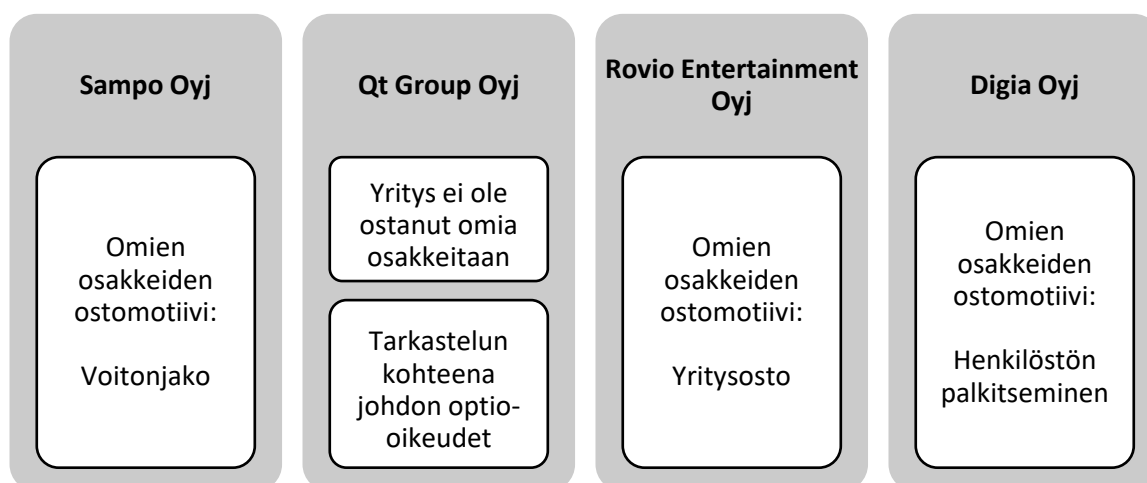 Sampo Oyj
Omien
osakkeiden
ostomotiivi:
Voitonjako
Qt Group Oyj
Yritys ei ole
ostanut omia
osakkeitaan
Tarkastelun
kohteena
johdon optio-
oikeudet
Rovio Entertainment
Oyj
Omien
osakkeiden
ostomotiivi:
Yritysosto
Digia Oyj
Omien
osakkeiden
ostomotiivi:
Henkilöstön
palkitseminen